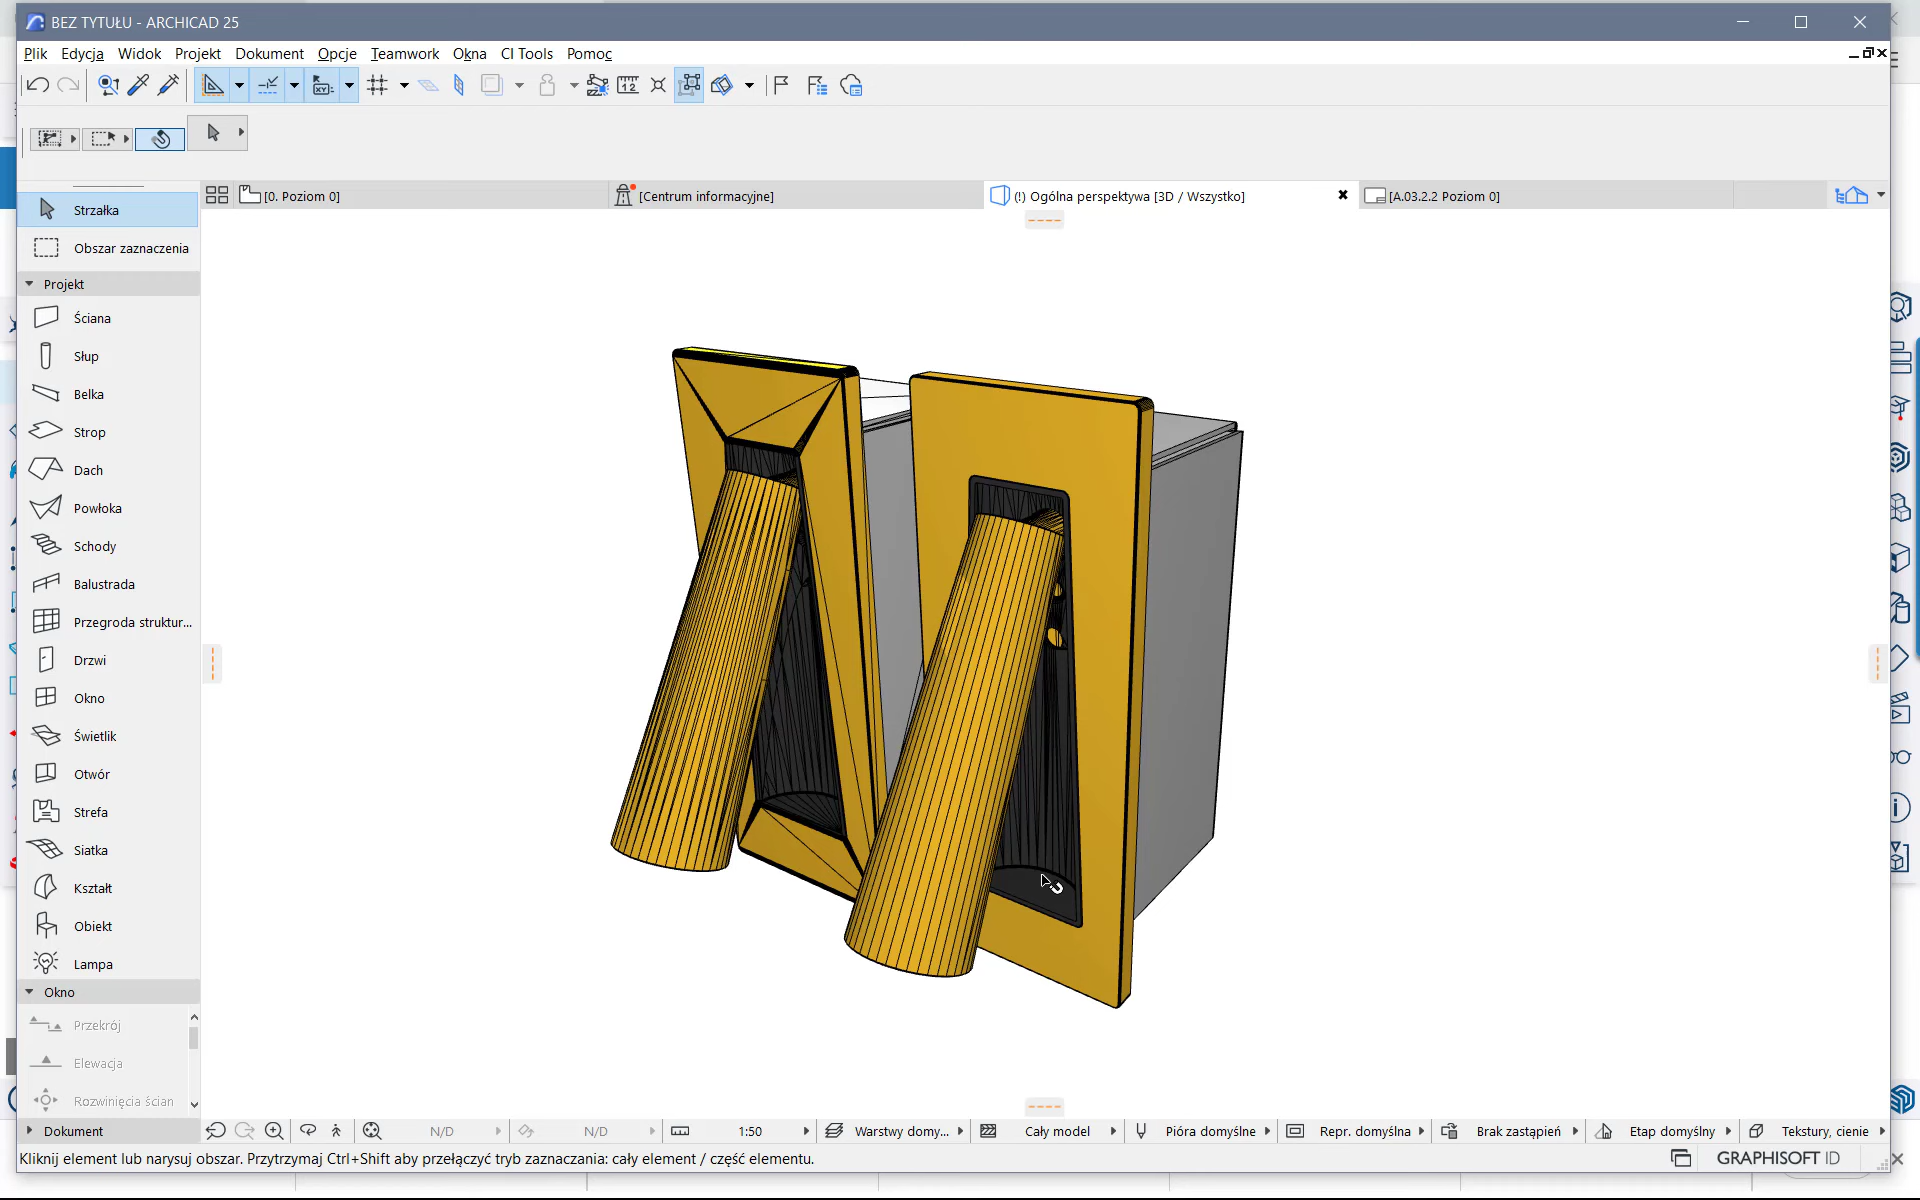 BEZ TYTUŁU - ARCHICAD 25
Plik Edycja Widok Projekt Dokument Opcje Teamwork Okna CI Tools Pomoc
[0. Poziom 0]
[Centrum informacyjne]
(!) Ogólna perspektywa [3D / Wszystko]
[A.03.2.2 Poziom 0]
Strzałka
Obszar zaznaczenia
Projekt
Ściana
Słup
Belka
Strop
Dach
Powłoka
Schody
Balustrada
Przegroda struktur...
Drzwi
Okno
Świetlik
Otwór
Strefa
Siatka
Kształt
Obiekt
Lampa
Okno
Przekrój
Elewacja
Rozwinięcia ścian
Dokument
N/D
N/D
1:50
Warstwy domy...
Cały model
Pióra domyślne
Repr. domyślna
Brak zastąpień
Etap domyślny
Tekstury, cienie
Kliknij element lub narysuj obszar. Przytrzymaj Ctrl+Shift aby przełączyć tryb zaznaczania: cały element / część elementu.
GRAPHISOFT ID